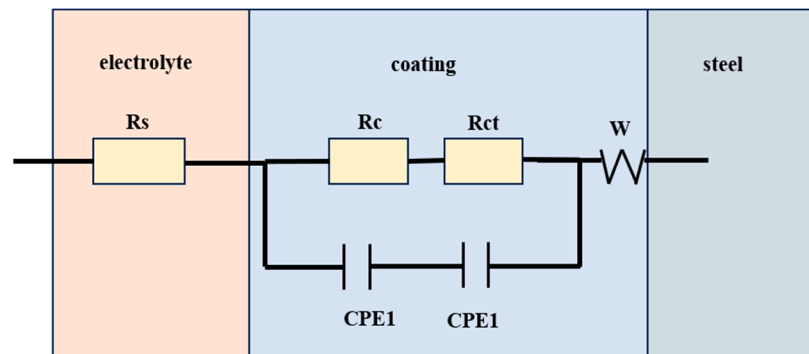 electrolyte
coating
steel
Rs
Rc
Rct
W
CPE1
CPE1